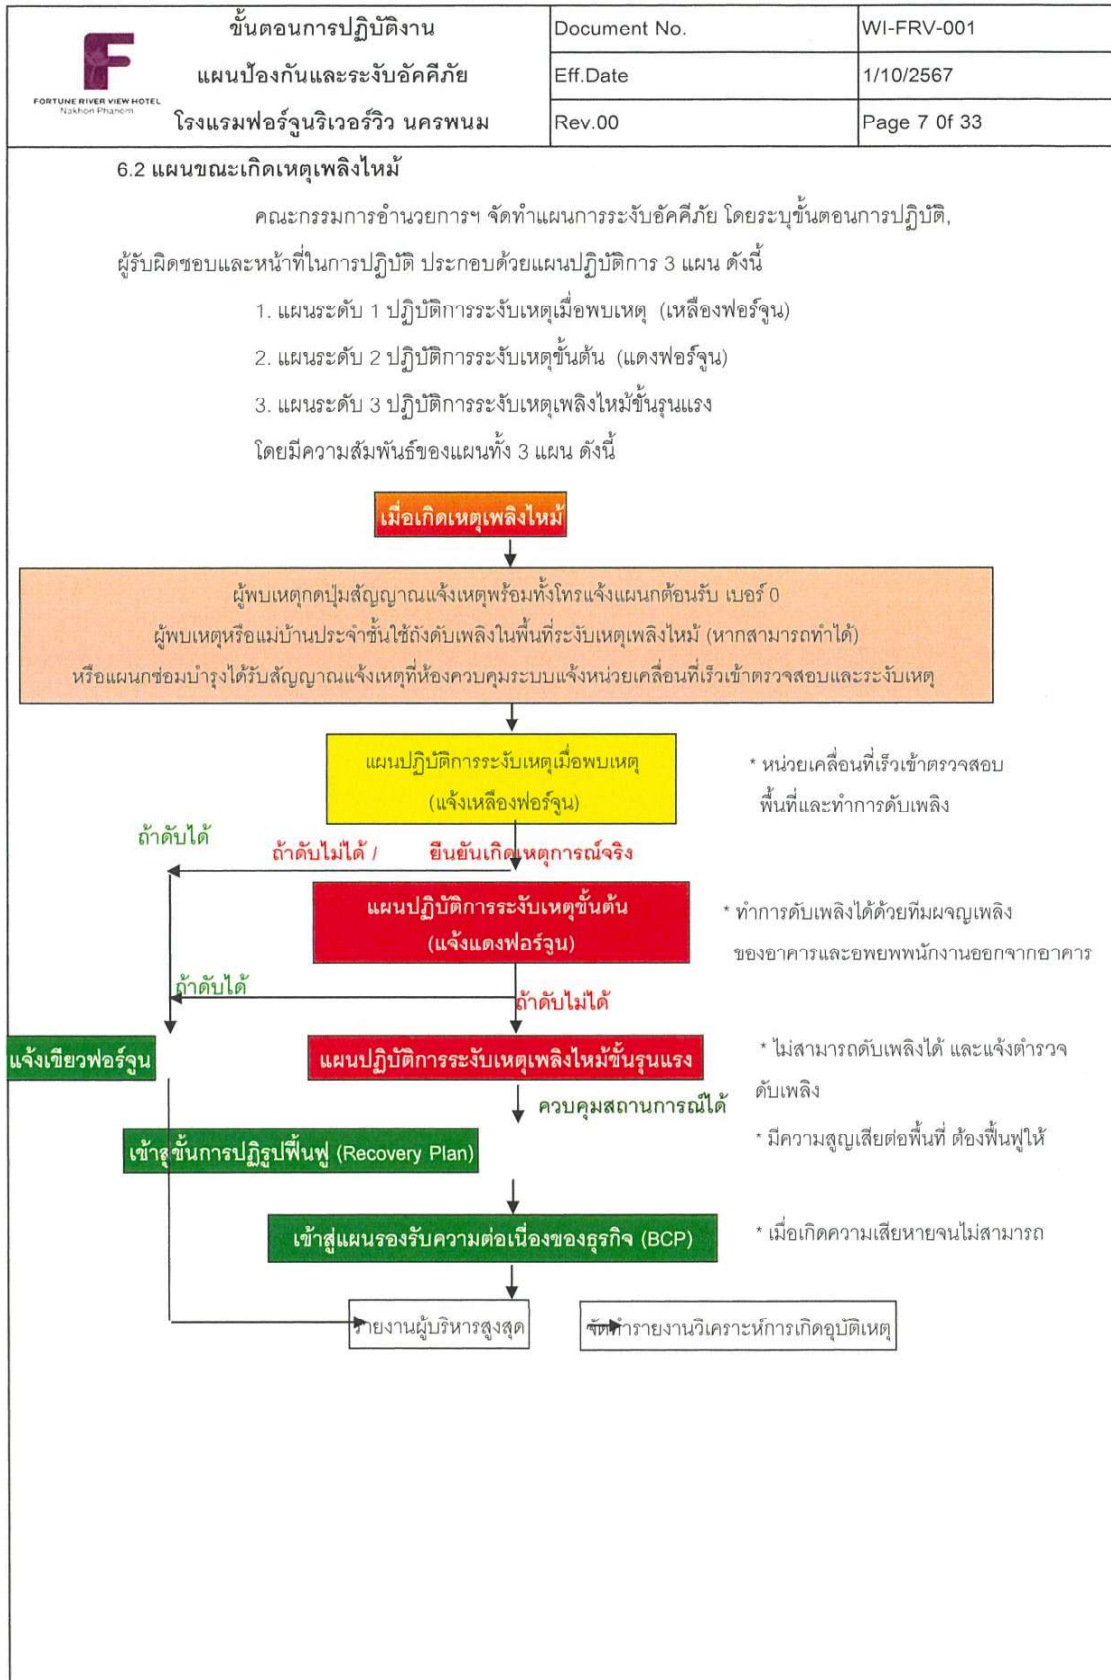 ขั้นตอนการปฏิบัติงาน
แผนป้องกันและระงับอัคคีภัย
โรงแรมฟอร์จูนริเวอร์วิว นครพนม
FORTUNE RIVER VIEW HOTEL
Nakhon Phanom
Document No. WI-FRV-001
Eff.Date 1/10/2567
Rev.00 Page 7 0f 33
6.2 แผนขณะเกิดเหตุเพลิงไหม้
คณะกรรมการอำนวยการฯ จัดทำแผนการระงับอัคคีภัย โดยระบุขั้นตอนการปฏิบัติ,
ผู้รับผิดชอบและหน้าที่ในการปฏิบัติ ประกอบด้วยแผนปฏิบัติการ 3 แผน ดังนี้
1. แผนระดับ 1 ปฏิบัติการระงับเหตุเมื่อพบเหตุ (เหลืองฟอร์จูน)
2. แผนระดับ 2 ปฏิบัติการระงับเหตุขั้นต้น (แดงฟอร์จูน)
3. แผนระดับ 3 ปฏิบัติการระงับเหตุเพลิงไหม้ขั้นรุนแรง
โดยมีความสัมพันธ์ของแผนทั้ง 3 แผน ดังนี้
เมื่อเกิดเหตุเพลิงไหม้
ผู้พบเหตุกดปุ่มสัญญาณแจ้งเหตุพร้อมทั้งโทรแจ้งแผนกต้อนรับ เบอร์ 0
ผู้พบเหตุหรือแม่บ้านประจำชั้นใช้ถังดับเพลิงในพื้นที่ระงับเหตุเพลิงไหม้ (หากสามารถทำได้)
หรือแผนกซ่อมบำรุงได้รับสัญญาณแจ้งเหตุที่ห้องควบคุมระบบแจ้งหน่วยเคลื่อนที่เร็วเข้าตรวจสอบและระงับเหตุ
แผนปฏิบัติการระงับเหตุเมื่อพบเหตุ
(แจ้งเหลืองฟอร์จูน)
* หน่วยเคลื่อนที่เร็วเข้าตรวจสอบ
พื้นที่และทำการดับเพลิง
ถ้าดับได้
ถ้าดับไม่ได้ / ยืนยันเกิดเหตุการณ์จริง
แผนปฏิบัติการระงับเหตุขั้นต้น
(แจ้งแดงฟอร์จูน)
* ทำการดับเพลิงได้ด้วยทีมผจญเพลิง
ของอาคารและอพยพพนักงานออกจากอาคาร
ถ้าดับได้
ถ้าดับไม่ได้
แจ้งเขียวฟอร์จูน
แผนปฏิบัติการระงับเหตุเพลิงไหม้ขั้นรุนแรง
* ไม่สามารถดับเพลิงได้ และแจ้งตำรวจ
ดับเพลิง
ควบคุมสถานการณ์ได้
เข้าสู่ขั้นการปฏิรูปฟื้นฟู (Recovery Plan)
* มีความสูญเสียต่อพื้นที่ ต้องฟื้นฟูให้
เข้าสู่แผนรองรับความต่อเนื่องของธุรกิจ (BCP)
* เมื่อเกิดความเสียหายจนไม่สามารถ
รายงานผู้บริหารสูงสุด
จัดทำรายงานวิเคราะห์การเกิดอุบัติเหตุ